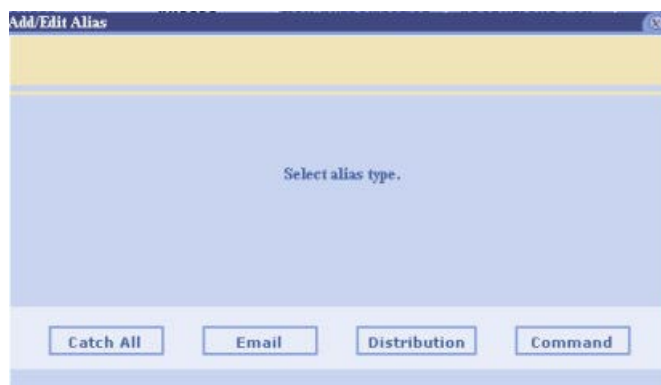 Add/Edit Alias
Select alias type.
Catch All
Email
Distribution
Command